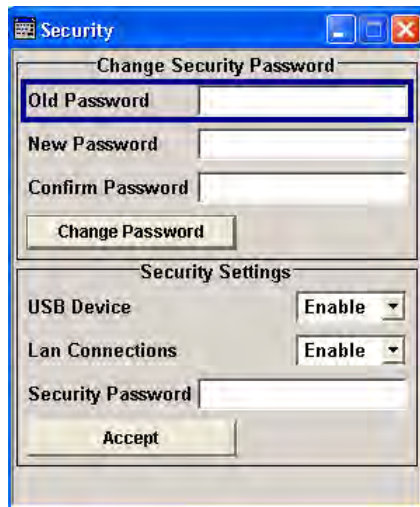 Security
Change Security Password
Old Password
New Password
Confirm Password
Change Password
Security Settings
USB Device Enable
Lan Connections Enable
Security Password
Accept